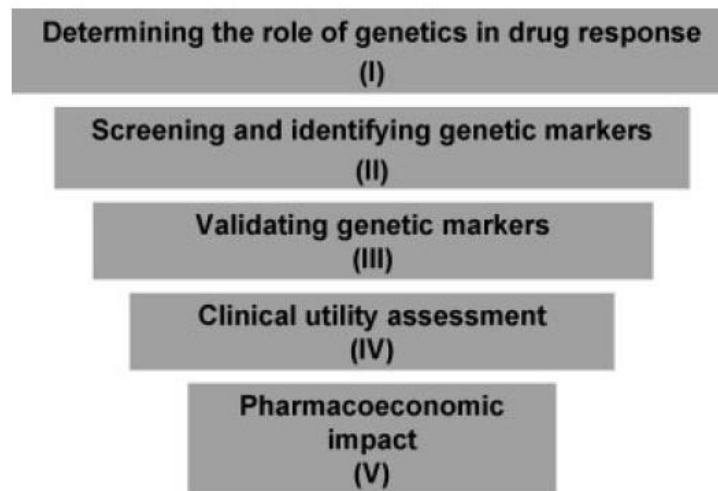 Determining the role of genetics in drug response
(I)
Screening and identifying genetic markers
(II)
Validating genetic markers
(III)
Clinical utility assessment
(IV)
Pharmacoeconomic
impact
(V)